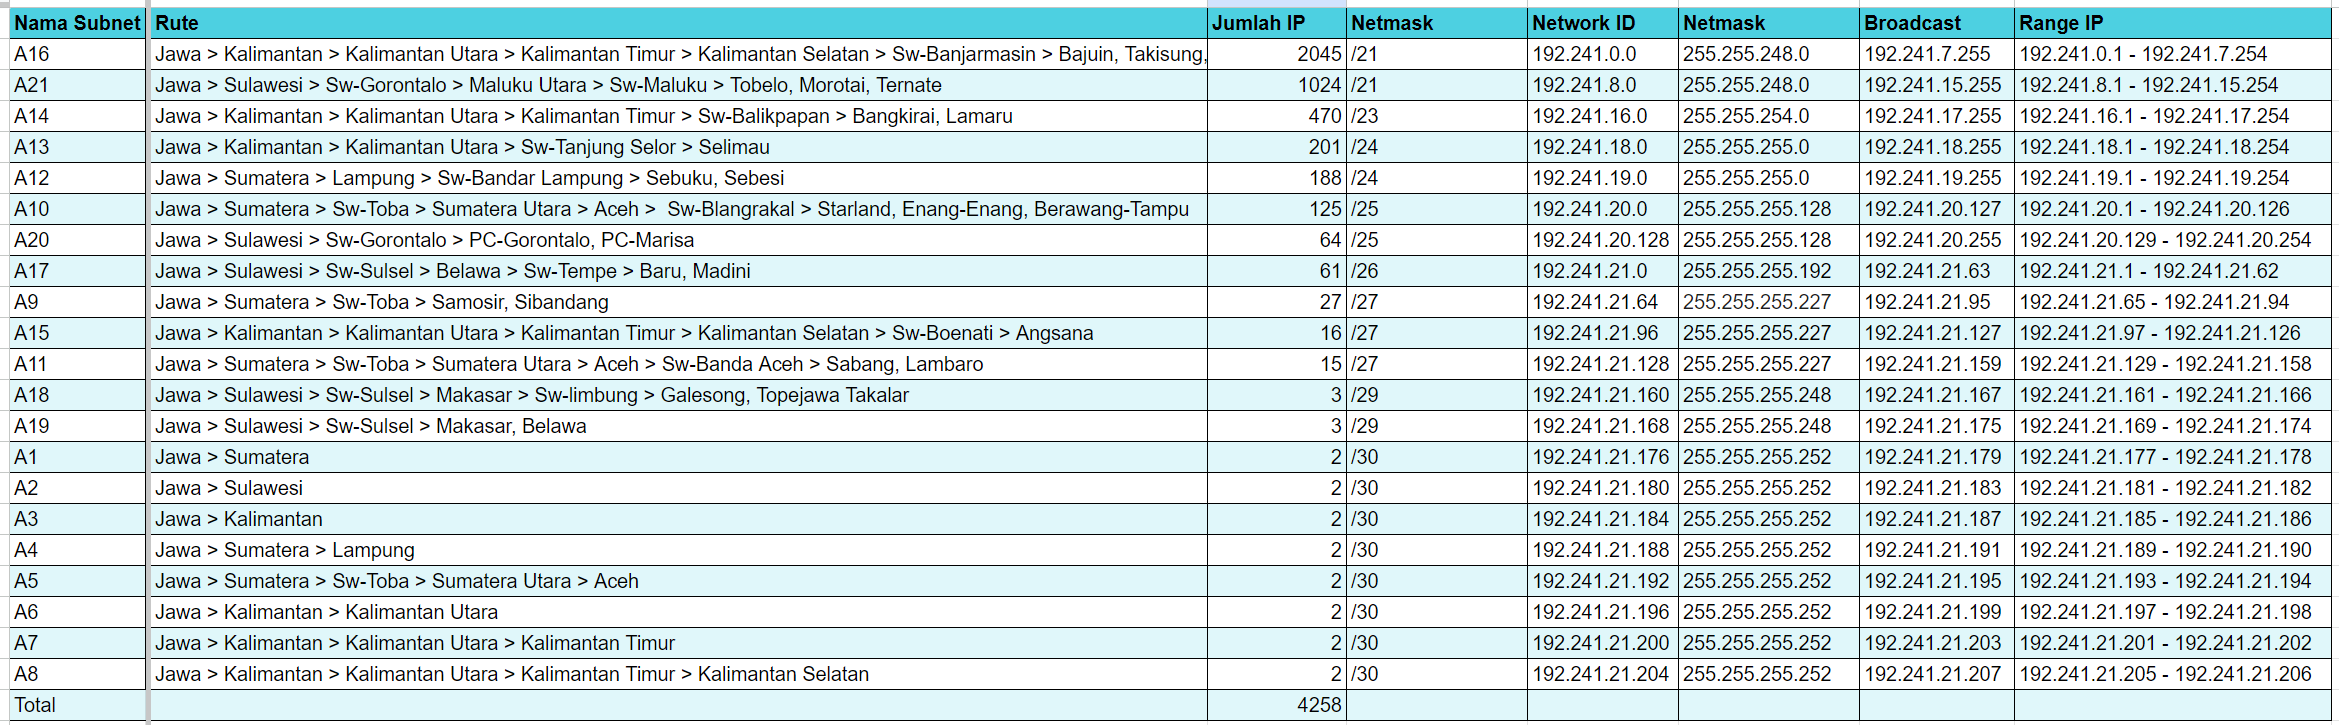 Nama Subnet Rute Jumlah IP Netmask Network ID Netmask Broadcast Range IP
A16 Jawa > Kalimantan > Kalimantan Utara > Kalimantan Timur > Kalimantan Selatan > Sw-Banjarmasin > Bajuin, Takisung, 2045 /21 192.241.0.0 255.255.248.0 192.241.7.255 192.241.0.1 - 192.241.7.254
A21 Jawa > Sulawesi > Sw-Gorontalo > Maluku Utara > Sw-Maluku > Tobelo, Morotai, Ternate 1024 /21 192.241.8.0 255.255.248.0 192.241.15.255 192.241.8.1 - 192.241.15.254
A14 Jawa > Kalimantan > Kalimantan Utara > Kalimantan Timur > Sw-Balikpapan > Bangkirai, Lamaru 470 /23 192.241.16.0 255.255.254.0 192.241.17.255 192.241.16.1 - 192.241.17.254
A13 Jawa > Kalimantan > Kalimantan Utara > Sw-Tanjung Selor > Selimau 201 /24 192.241.18.0 255.255.255.0 192.241.18.255 192.241.18.1 - 192.241.18.254
A12 Jawa > Sumatera > Lampung > Sw-Bandar Lampung > Sebuku, Sebesi 188 /24 192.241.19.0 255.255.255.0 192.241.19.255 192.241.19.1 - 192.241.19.254
A10 Jawa > Sumatera > Sw-Toba > Sumatera Utara > Aceh > Sw-Blangrakal > Starland, Enang-Enang, Berawang-Tampu 125 /25 192.241.20.0 255.255.255.128 192.241.20.127 192.241.20.1 - 192.241.20.126
A20 Jawa > Sulawesi > Sw-Gorontalo > PC-Gorontalo, PC-Marisa 64 /25 192.241.20.128 255.255.255.128 192.241.20.255 192.241.20.129 - 192.241.20.254
A17 Jawa > Sulawesi > Sw-Sulsel > Belawa > Sw-Tempe > Baru, Madini 61 /26 192.241.21.0 255.255.255.192 192.241.21.63 192.241.21.1 - 192.241.21.62
A9 Jawa > Sumatera > Sw-Toba > Samosir, Sibandang 27 /27 192.241.21.64 255.255.255.227 192.241.21.95 192.241.21.65 - 192.241.21.94
A15 Jawa > Kalimantan > Kalimantan Utara > Kalimantan Timur > Kalimantan Selatan > Sw-Boenati > Angsana 16 /27 192.241.21.96 255.255.255.227 192.241.21.127 192.241.21.97 - 192.241.21.126
A11 Jawa > Sumatera > Sw-Toba > Sumatera Utara > Aceh > Sw-Banda Aceh > Sabang, Lambaro 15 /27 192.241.21.128 255.255.255.227 192.241.21.159 192.241.21.129 - 192.241.21.158
A18 Jawa > Sulawesi > Sw-Sulsel > Makasar > Sw-limbung > Galesong, Topejawa Takalar 3 /29 192.241.21.160 255.255.255.248 192.241.21.167 192.241.21.161 - 192.241.21.166
A19 Jawa > Sulawesi > Sw-Sulsel > Makasar, Belawa 3 /29 192.241.21.168 255.255.255.248 192.241.21.175 192.241.21.169 - 192.241.21.174
A1 Jawa > Sumatera 2 /30 192.241.21.176 255.255.255.252 192.241.21.179 192.241.21.177 - 192.241.21.178
A2 Jawa > Sulawesi 2 /30 192.241.21.180 255.255.255.252 192.241.21.183 192.241.21.181 - 192.241.21.182
A3 Jawa > Kalimantan 2 /30 192.241.21.184 255.255.255.252 192.241.21.187 192.241.21.185 - 192.241.21.186
A4 Jawa > Sumatera > Lampung 2 /30 192.241.21.188 255.255.255.252 192.241.21.191 192.241.21.189 - 192.241.21.190
A5 Jawa > Sumatera > Sw-Toba > Sumatera Utara > Aceh 2 /30 192.241.21.192 255.255.255.252 192.241.21.195 192.241.21.193 - 192.241.21.194
A6 Jawa > Kalimantan > Kalimantan Utara 2 /30 192.241.21.196 255.255.255.252 192.241.21.199 192.241.21.197 - 192.241.21.198
A7 Jawa > Kalimantan > Kalimantan Utara > Kalimantan Timur 2 /30 192.241.21.200 255.255.255.252 192.241.21.203 192.241.21.201 - 192.241.21.202
A8 Jawa > Kalimantan > Kalimantan Utara > Kalimantan Timur > Kalimantan Selatan 2 /30 192.241.21.204 255.255.255.252 192.241.21.207 192.241.21.205 - 192.241.21.206
Total 4258